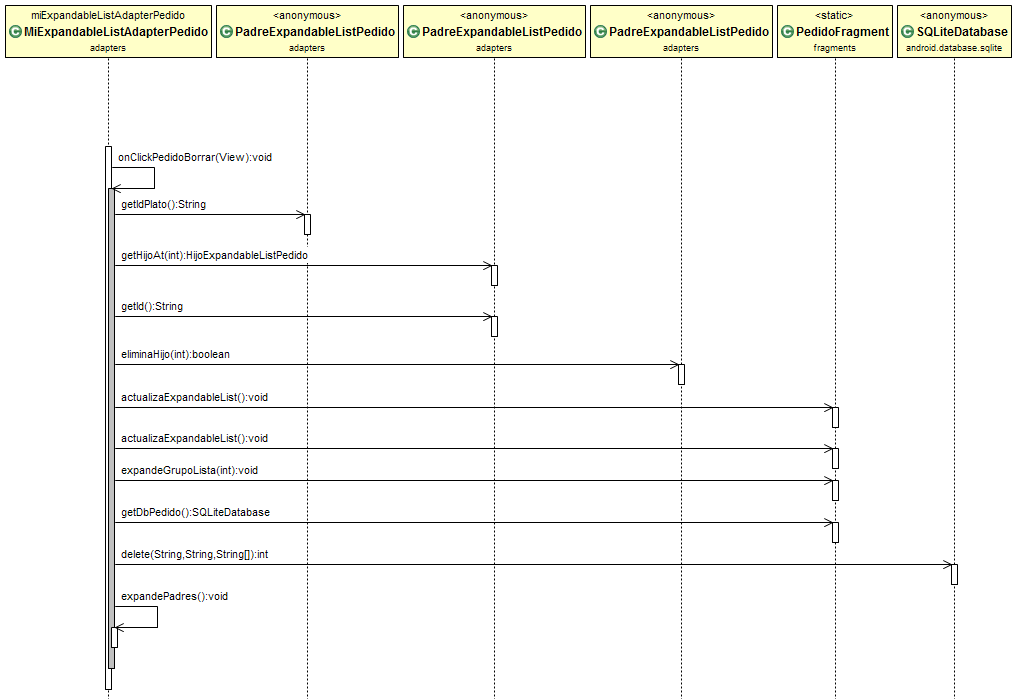 miExpandableListAdapterPedido
C MiExpandableListAdapterPedido
adapters
<anonymous>
C PadreExpandableListPedido
adapters
<anonymous>
C PadreExpandableListPedido
adapters
<anonymous>
C PadreExpandableListPedido
adapters
<static>
C PedidoFragment
fragments
<anonymous>
C SQLiteDatabase
android.database.sqlite
onClickPedidoBorrar(View):void
getIdPlato():String
getHijoAt(int):HijoExpandableListPedido
getId():String
eliminaHijo(int):boolean
actualizaExpandableList():void
actualizaExpandableList():void
expandeGrupoLista(int):void
getDbPedido():SQLiteDatabase
delete(String,String,String[]):int
expandePadres():void